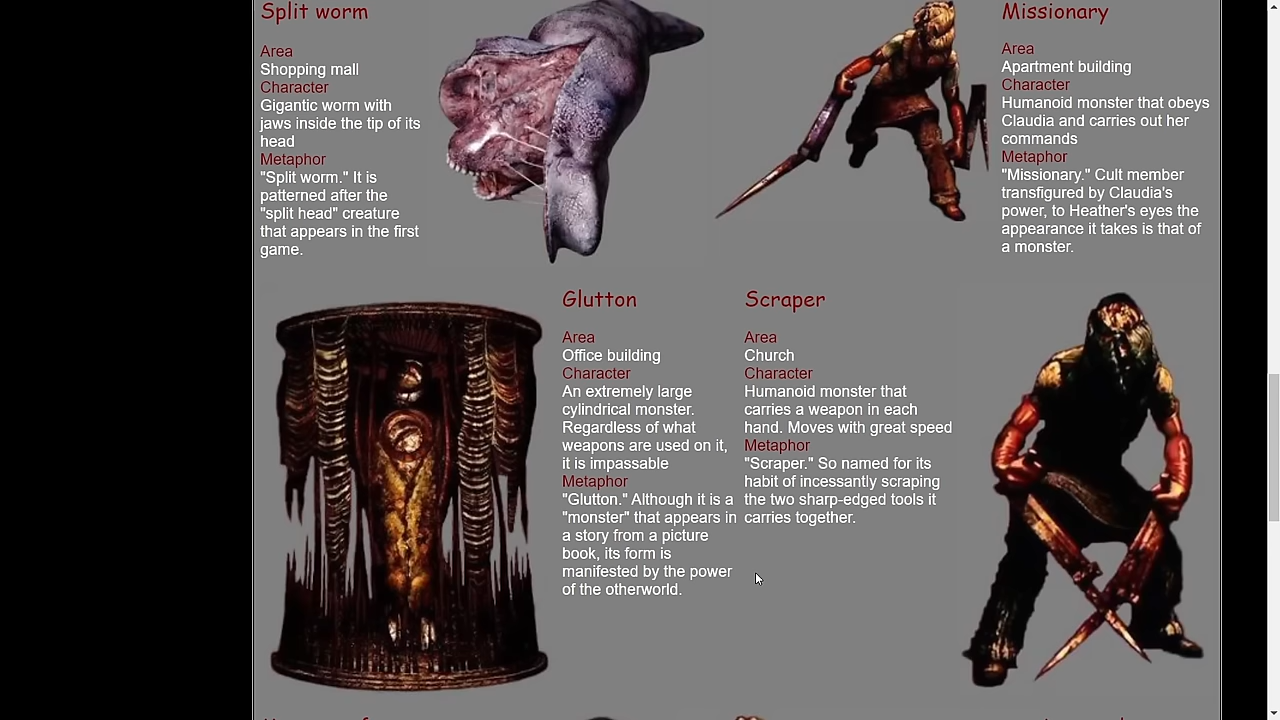 Split worm
Area
Shopping mall
Character
Gigantic worm with
jaws inside the tip of its
head
Metaphor
"Split worm." It is
patterned after the
"split head" creature
that appears in the first
game.
Missionary
Area
Apartment building
Character
Humanoid monster that obeys
Claudia and carries out her
commands
Metaphor
"Missionary." Cult member
transfigured by Claudia's
power, to Heather's eyes the
appearance it takes is that of
a monster.
Glutton
Area
Office building
Character
An extremely large
cylindrical monster.
Regardless of what
weapons are used on it,
it is impassable
Metaphor
"Glutton." Although it is a
"monster" that appears in
a story from a picture
book, its form is
manifested by the power
of the otherworld.
Scraper
Area
Church
Character
Humanoid monster that
carries a weapon in each
hand. Moves with great speed
Metaphor
"Scraper." So named for its
habit of incessantly scraping
the two sharp-edged tools it
carries together.